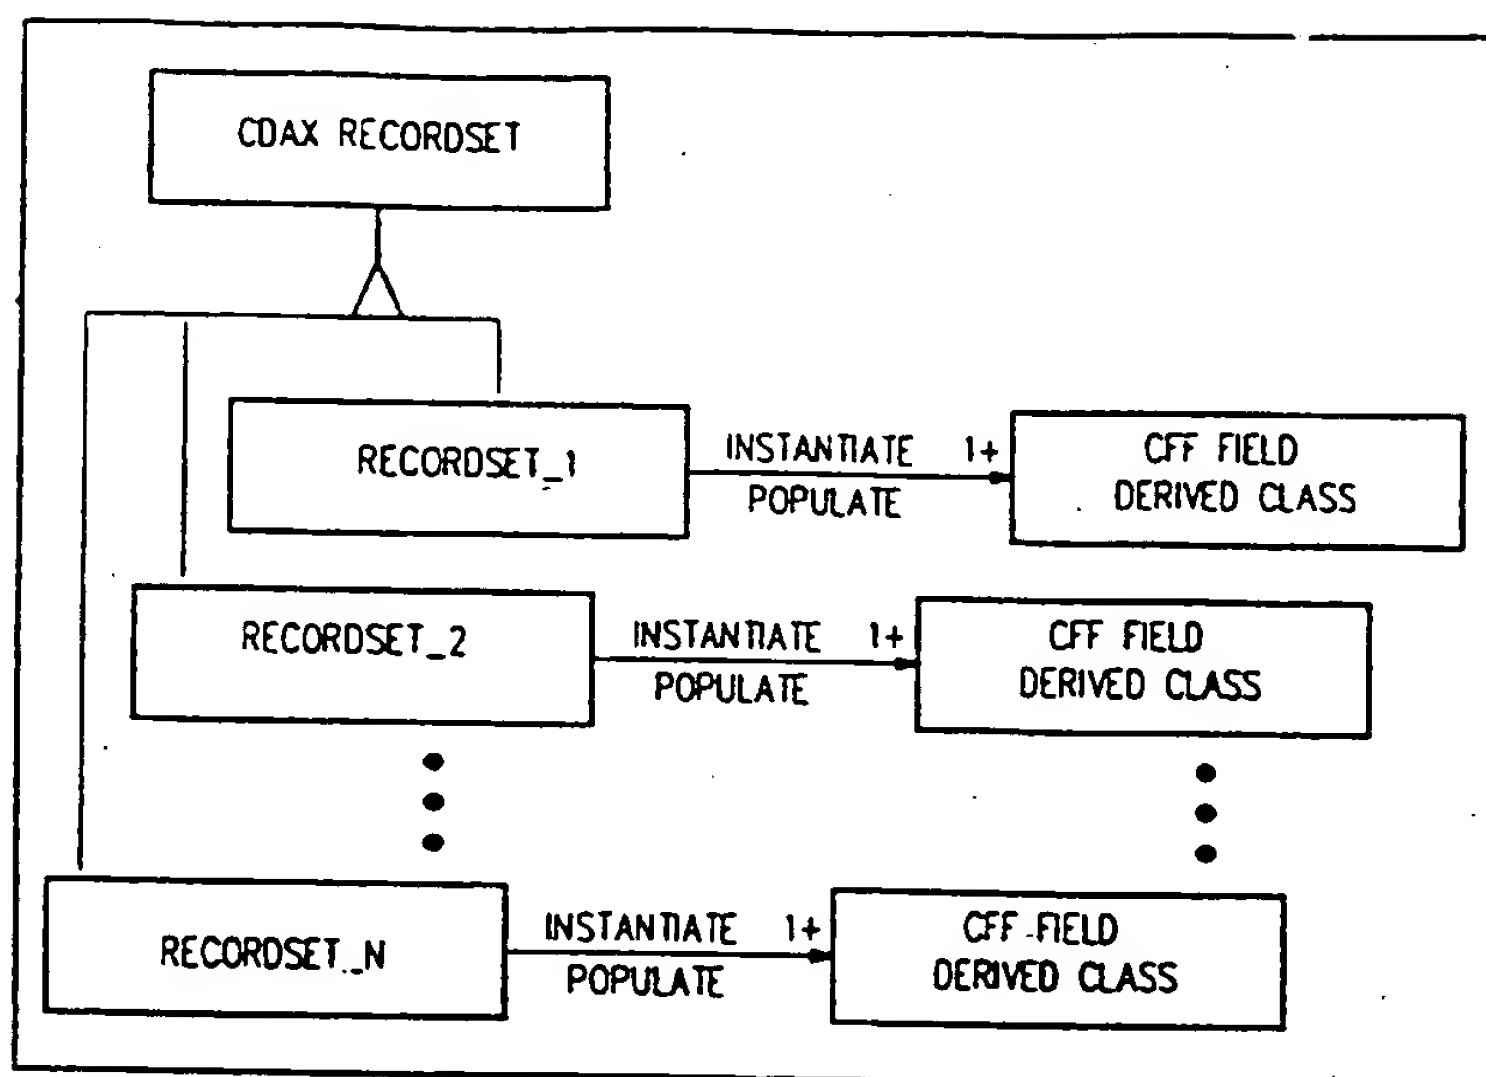 CDAX RECORDSET
RECORDSET_1
INSTANTIATE 1+
POPULATE
CFF FIELD
DERIVED CLASS
RECORDSET_2
INSTANTIATE 1+
POPULATE
CFF FIELD
DERIVED CLASS
RECORDSET_N
INSTANTIATE 1+
POPULATE
CFF FIELD
DERIVED CLASS